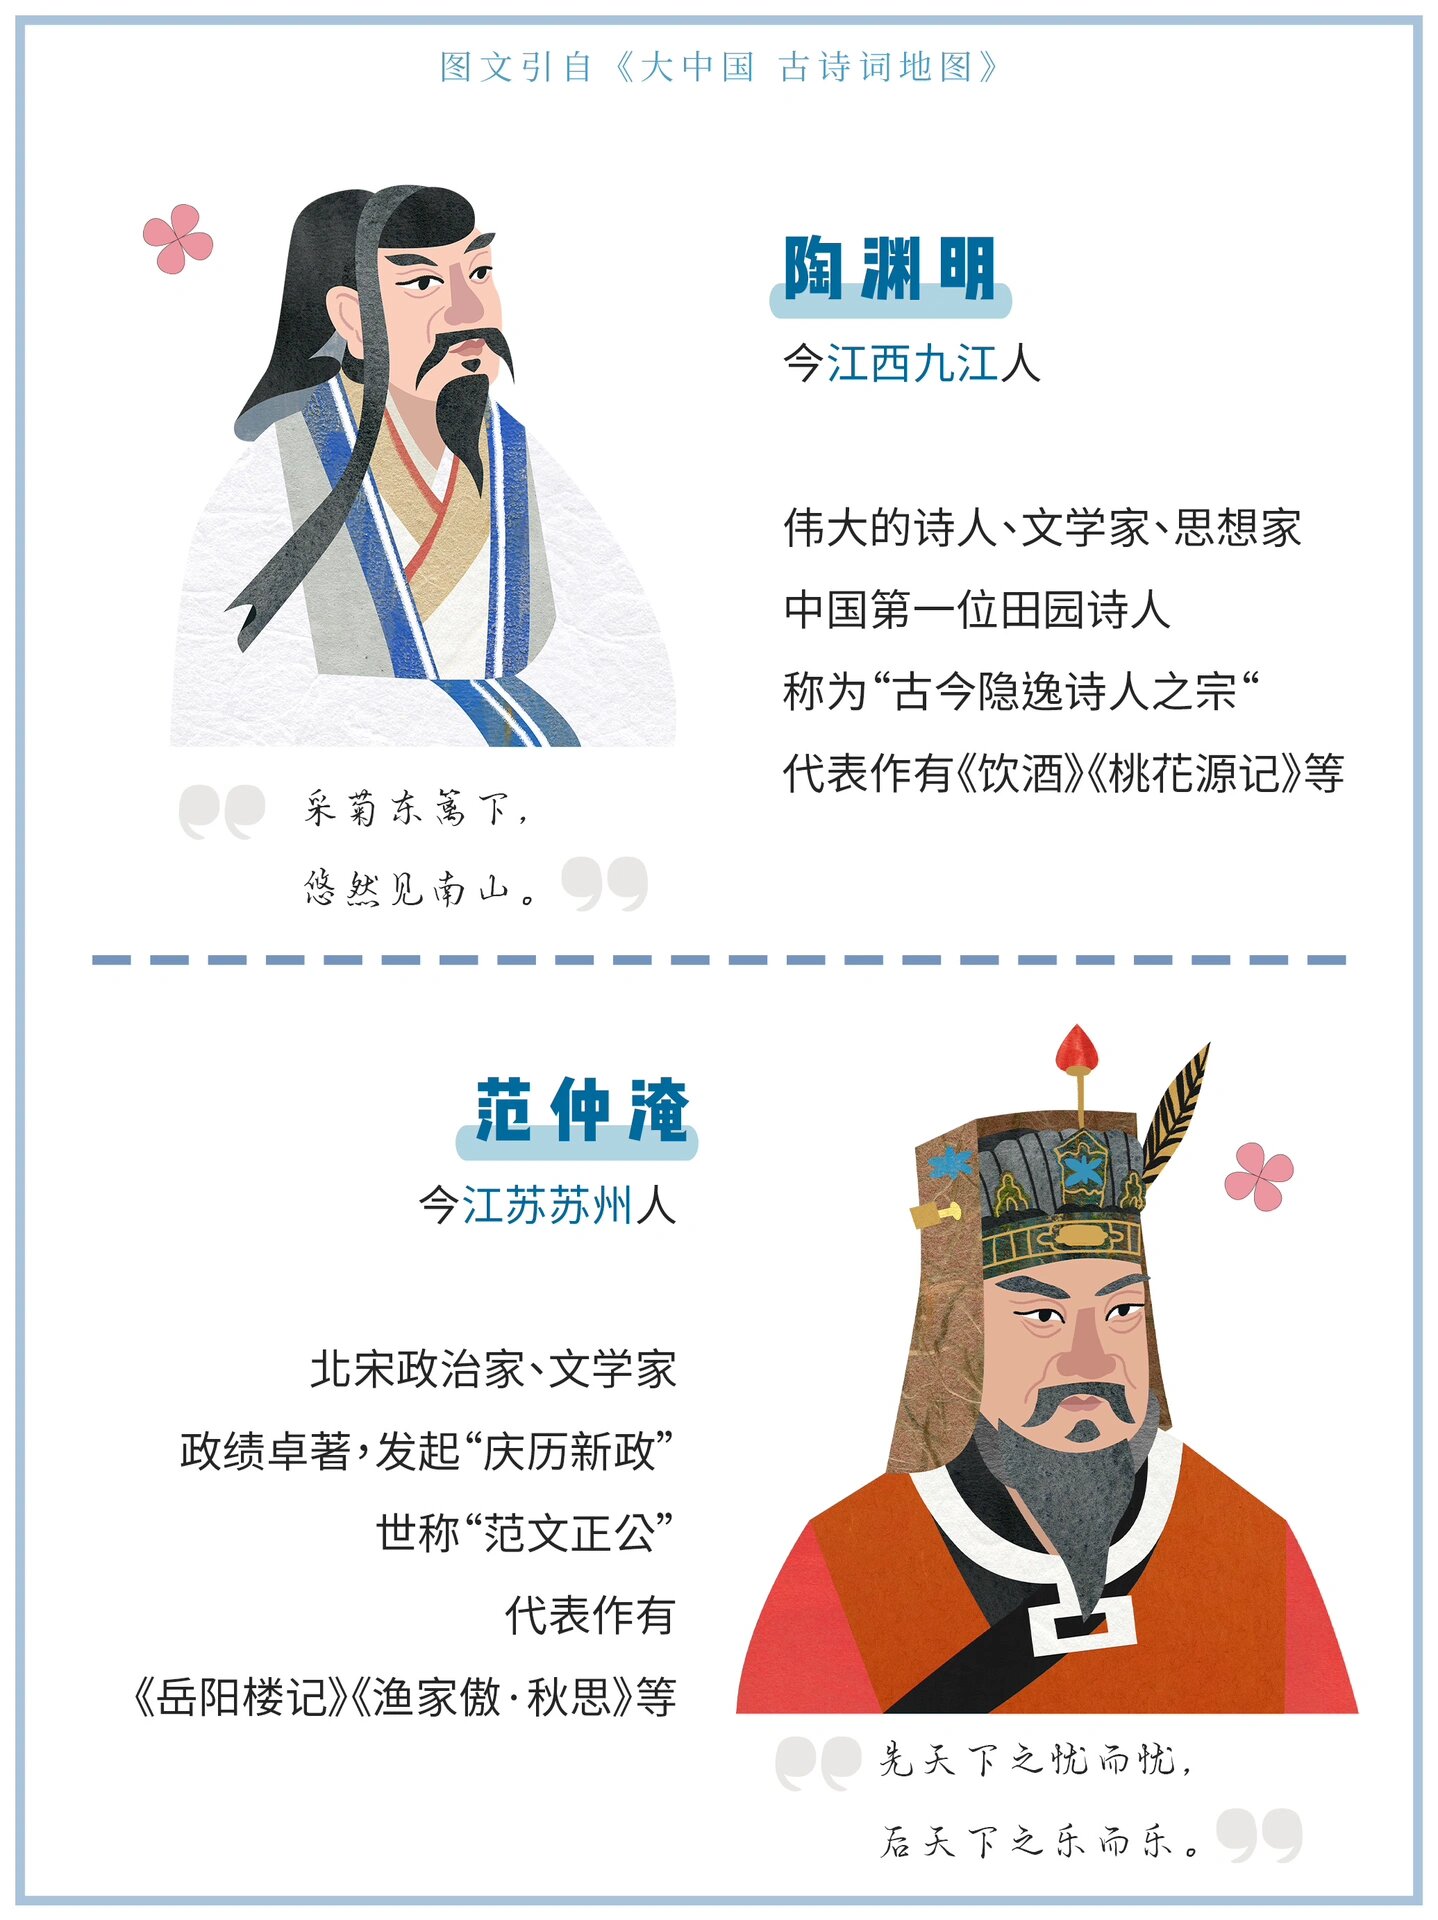 图文引自《大中国 古诗词地图》
陶渊明
今江西九江人
伟大的诗人、文学家、思想家
中国第一位田园诗人
称为“古今隐逸诗人之宗“
代表作有《饮酒》《桃花源记》等
采菊东篱下，
悠然见南山。
范仲淹
今江苏苏州人
北宋政治家、文学家
政绩卓著，发起“庆历新政”
世称“范文正公”
代表作有
《岳阳楼记》《渔家傲·秋思》等
先天下之忧而忧，
后天下之乐而乐。